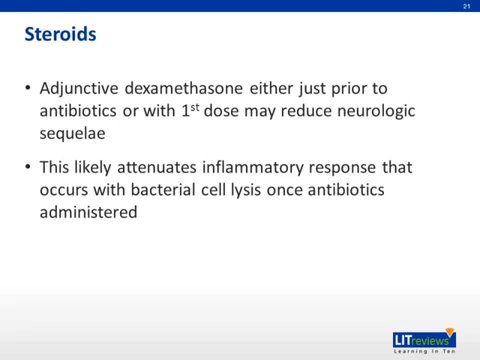 21
Steroids
• Adjunctive dexamethasone either just prior to
antibiotics or with 1st dose may reduce neurologic
sequelae
• This likely attenuates inflammatory response that
occurs with bacterial cell lysis once antibiotics
administered
LITreviews
Learning in Ten